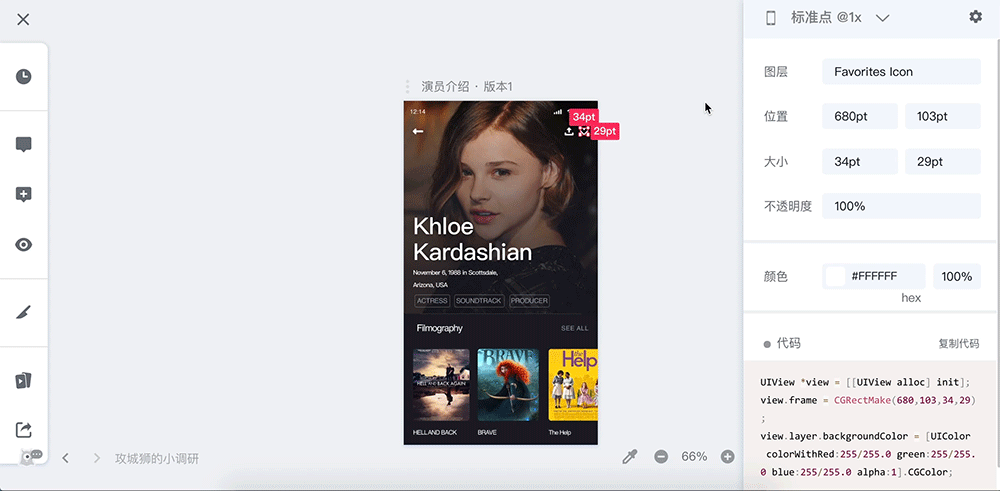 标准点 @1x
演员介绍 · 版本1
12:14
34pt
29pt
Khloe
Kardashian
November 6, 1988 in Scottsdale,
Arizona, USA
ACTRESS SOUNDTRACK PRODUCER
Filmography SEE ALL
HELL AND BACK AGAIN
BRAVE
the Help
HELLAND BACK BRAVE The Help
攻城狮的小调研
66%
图层 Favorites Icon
位置 680pt 103pt
大小 34pt 29pt
不透明度 100%
颜色 #FFFFFF 100%
hex
代码 复制代码
UIView *view = [[UIView alloc] init];
view.frame = CGRectMake(680,103,34,29)
;
view.layer.backgroundColor = [UIColor
colorWithRed:255/255.0 green:255/255.
0 blue:255/255.0 alpha:1].CGColor;